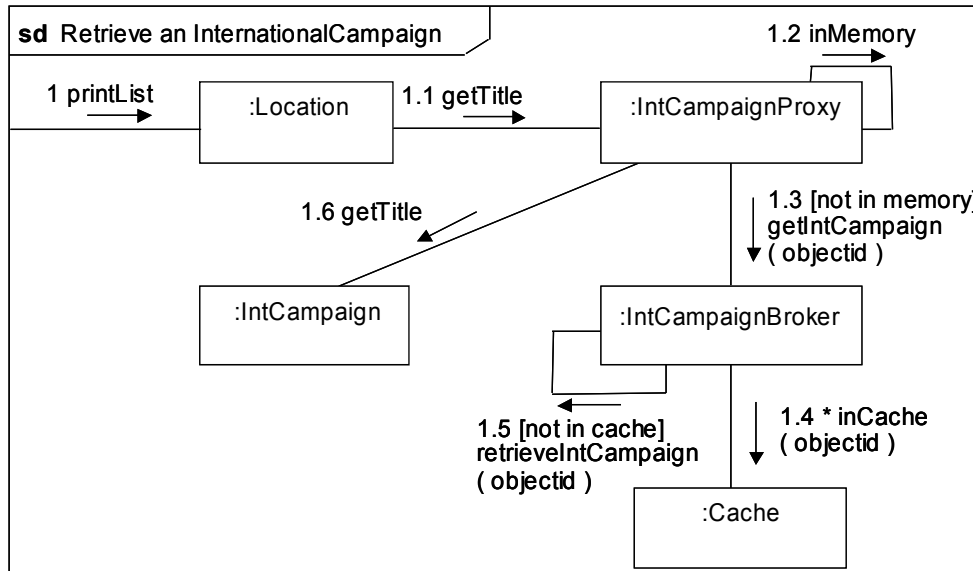 sd Retrieve an InternationalCampaign
1.2 inMemory
1 printList
:Location
1.1 getTitle
:IntCampaignProxy
1.6 getTitle
1.3 [not in memory]
getIntCampaign
( objectid )
:IntCampaign
:IntCampaignBroker
1.5 [not in cache]
retrieveIntCampaign
( objectid )
1.4 * inCache
( objectid )
:Cache